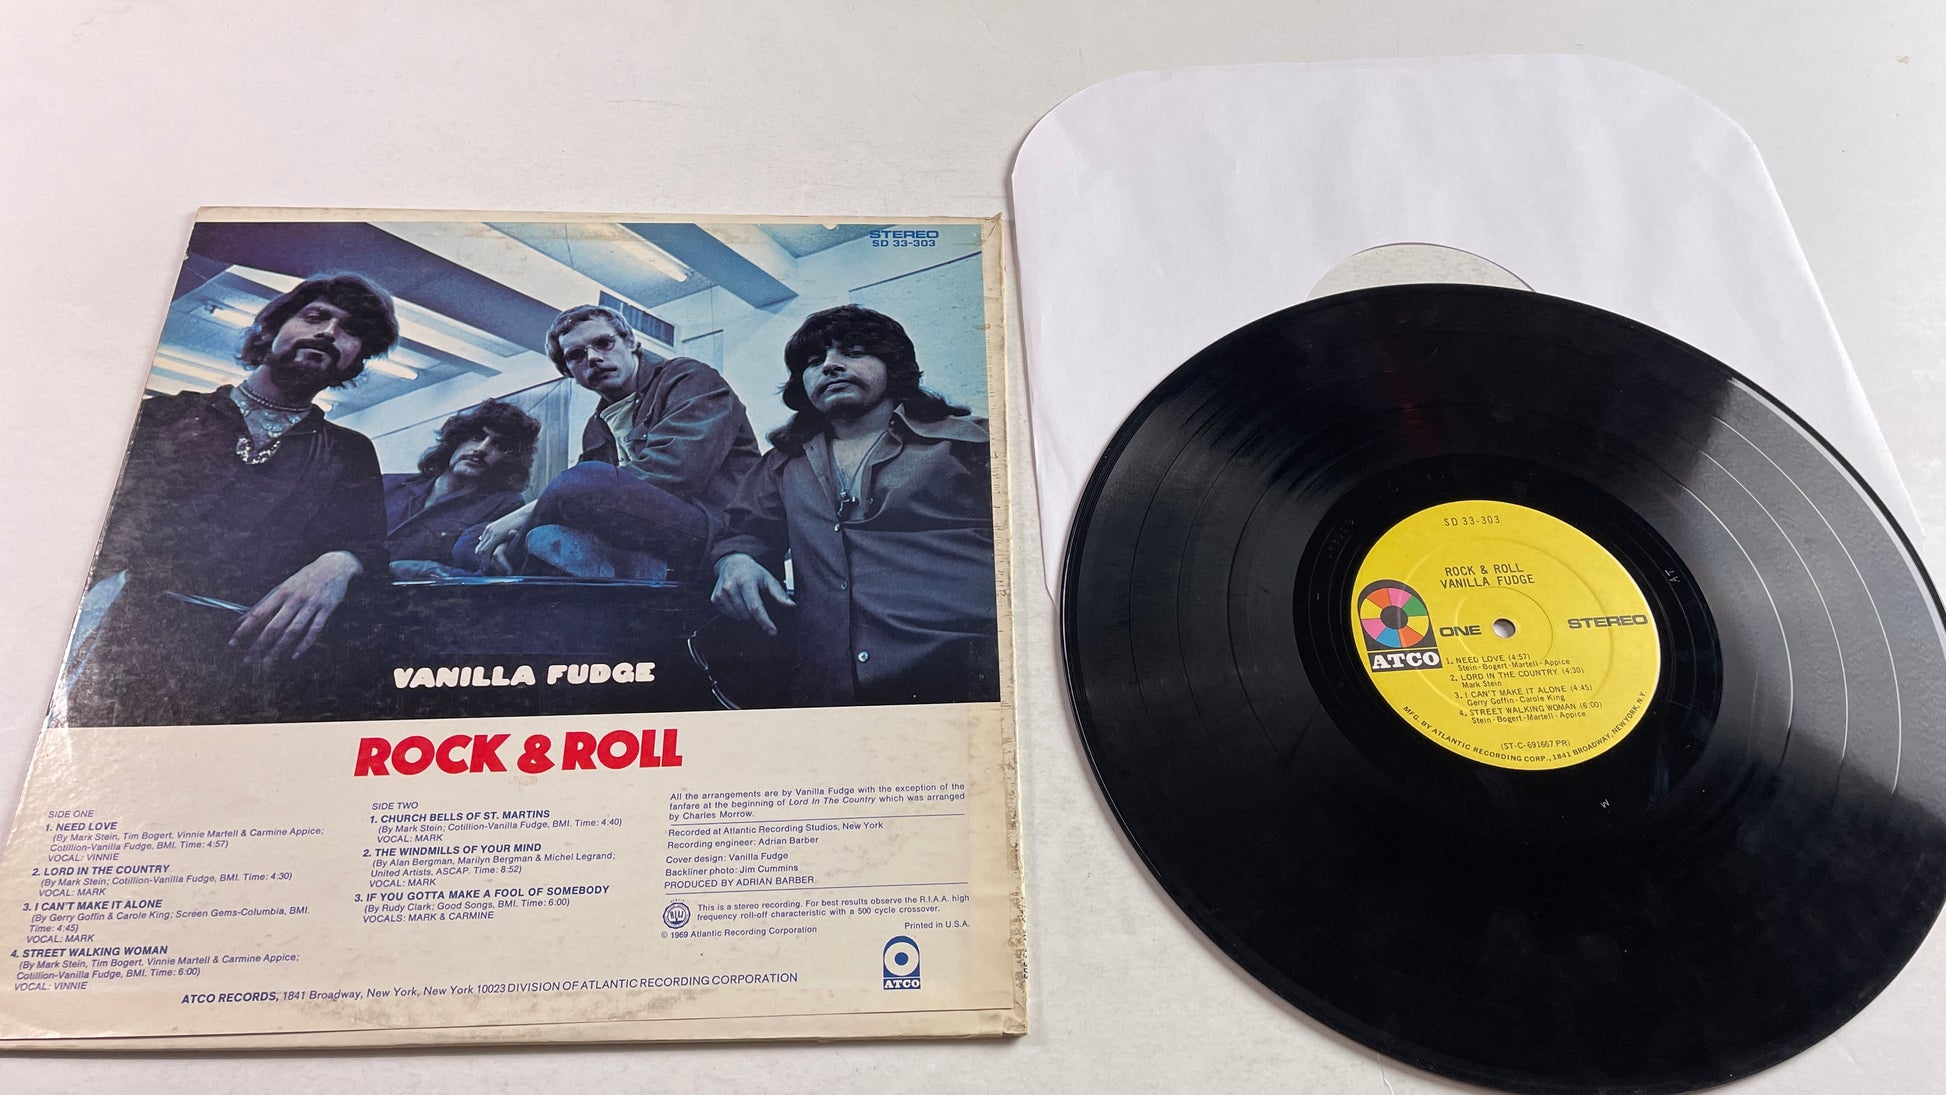 STEREO
SD 33-303
VANILLA FUDGE
ROCK & ROLL
SIDE ONE
1. NEED LOVE
(By Mark Stein, Tim Bogert, Vinnie Martell & Carmine Appice;
Cotillion-Vanilla Fudge, BMI. Time: 4:57)
VOCAL: VINNIE
2. LORD IN THE COUNTRY
(By Mark Stein; Cotillion-Vanilla Fudge, BMI. Time: 4:30)
VOCAL: MARK
3. I CAN'T MAKE IT ALONE
(By Gerry Goffin & Carole King; Screen Gems-Columbia, BMI.
Time: 4:45)
VOCAL: MARK
4. STREET WALKING WOMAN
(By Mark Stein, Tim Bogert, Vinnie Martell & Carmine Appice;
Cotillion-Vanilla Fudge, BMI. Time: 6:00)
VOCAL: VINNIE
SIDE TWO
1. CHURCH BELLS OF ST. MARTINS
(By Mark Stein; Cotillion-Vanilla Fudge, BMI. Time: 4:40)
VOCAL: MARK
2. THE WINDMILLS OF YOUR MIND
(By Alan Bergman, Marilyn Bergman & Michel Legrand;
United Artists, ASCAP. Time: 8:52)
VOCAL: MARK
3. IF YOU GOTTA MAKE A FOOL OF SOMEBODY
(By Rudy Clark; Good Songs, BMI. Time: 6:00)
VOCALS: MARK & CARMINE
All the arrangements are by Vanilla Fudge with the exception of the
fanfare at the beginning of Lord In The Country which was arranged
by Charles Morrow.
Recorded at Atlantic Recording Studios, New York
Recording engineer: Adrian Barber
Cover design: Vanilla Fudge
Backliner photo: Jim Cummins
PRODUCED BY ADRIAN BARBER
This is a stereo recording. For best results observe the R.I.A.A. high
frequency roll-off characteristic with a 500 cycle crossover.
© 1969 Atlantic Recording Corporation
Printed in U.S.A.
ATCO
ATCO RECORDS, 1841 Broadway, New York, New York 10023 DIVISION OF ATLANTIC RECORDING CORPORATION
SD 33-303
ROCK & ROLL
VANILLA FUDGE
ATCO
ONE
STEREO
1. NEED LOVE (4:57)
Stein-Bogert-Martell-Appice
2. LORD IN THE COUNTRY (4:30)
Mark Stein
3. I CAN'T MAKE IT ALONE (4:45)
Gerry Goffin-Carole King
4. STREET WALKING WOMAN (6:00)
Stein-Bogert-Martell-Appice
(ST-C-691667 PR)
MFG. BY ATLANTIC RECORDING CORP., 1841 BROADWAY, NEW YORK, N.Y.
AT